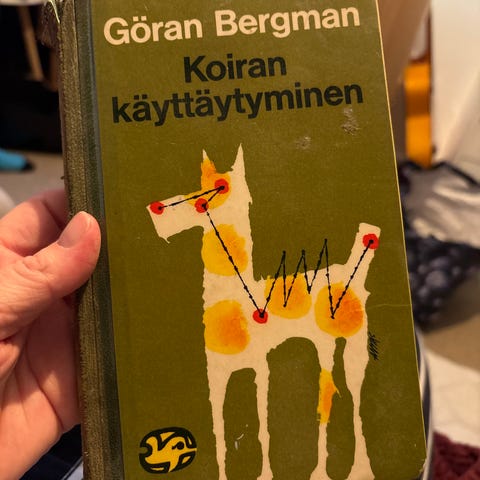 Göran Bergman
Koiran
käyttäytyminen